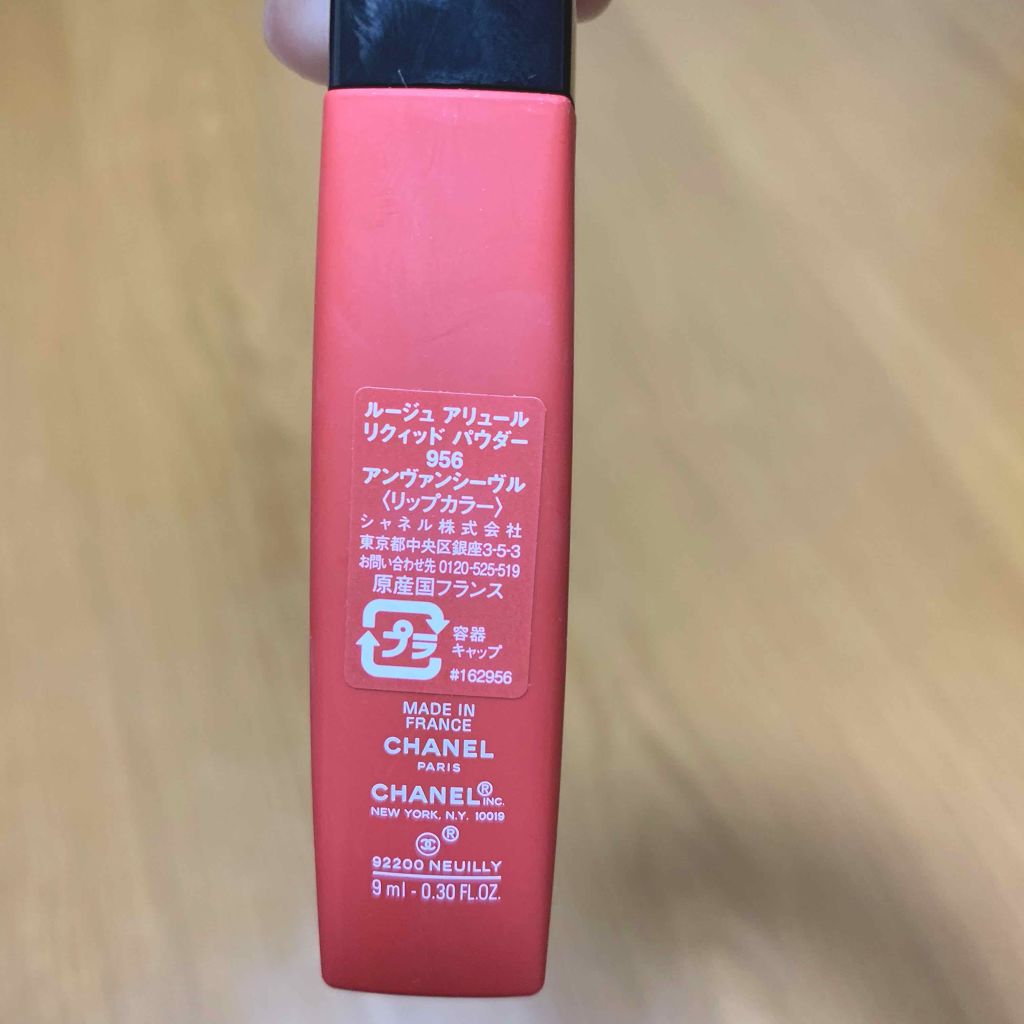 ルージュ アリュール
リクィッド パウダー
956
アンヴァンシーヴル
〈リップカラー〉
シャネル株式会社
東京都中央区銀座3-5-3
お問い合わせ先 0120-525-519
原産国フランス
プラ
容器
キャップ
#162956
MADE IN
FRANCE
CHANEL
PARIS
CHANEL® INC.
NEW YORK, N.Y. 10019
®
92200 NEUILLY
9 ml - 0.30 FL.OZ.